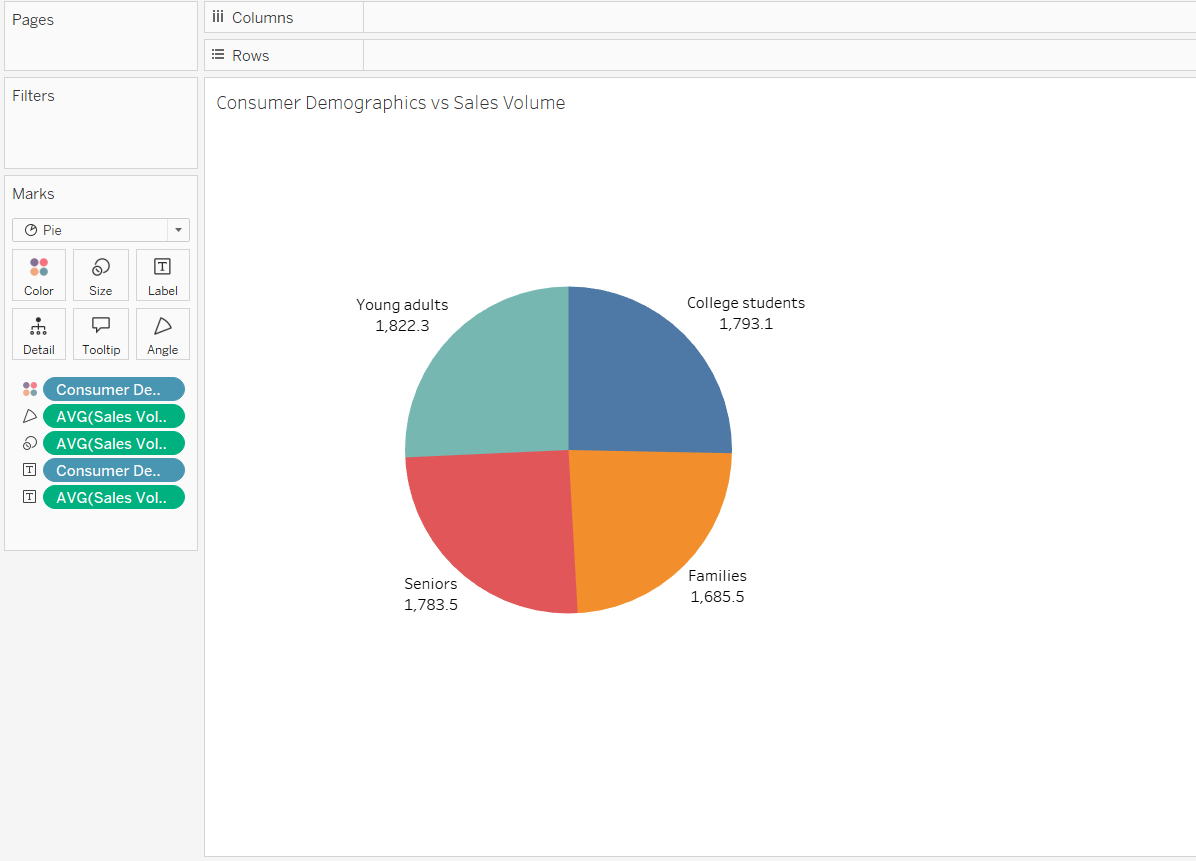 Pages
Columns
Rows
Filters
Consumer Demographics vs Sales Volume
Marks
Pie
Color
Size
T
Label
Detail
Tooltip
Angle
Consumer De..
AVG(Sales Vol..
AVG(Sales Vol..
T
Consumer De..
T
AVG(Sales Vol..
Young adults
1,822.3
College students
1,793.1
Seniors
1,783.5
Families
1,685.5